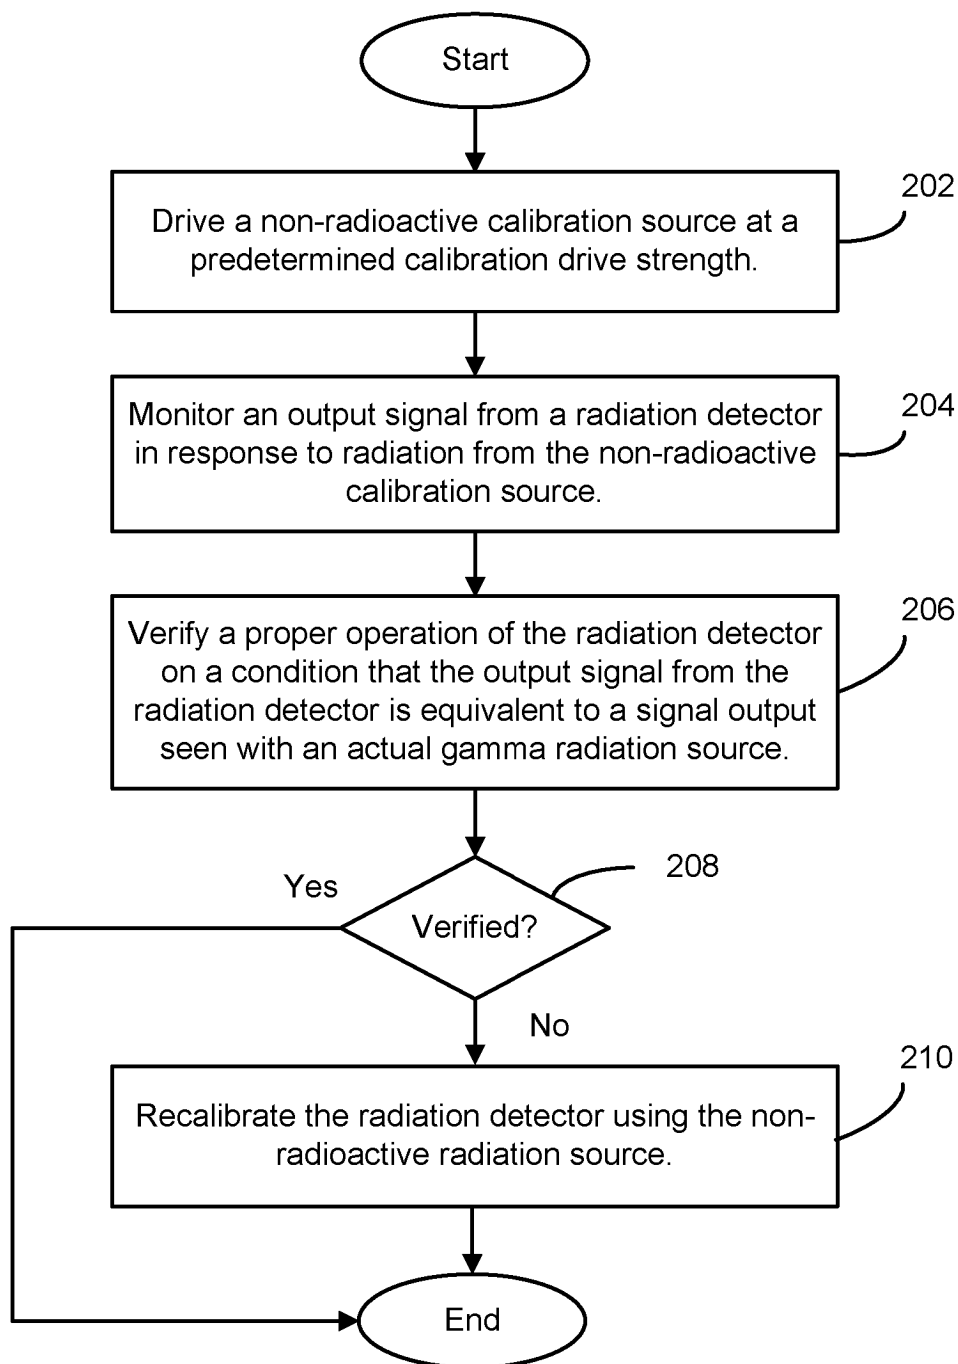 Start
202
Drive a non-radioactive calibration source at a
predetermined calibration drive strength.
204
Monitor an output signal from a radiation detector
in response to radiation from the non-radioactive
calibration source.
206
Verify a proper operation of the radiation detector
on a condition that the output signal from the
radiation detector is equivalent to a signal output
seen with an actual gamma radiation source.
208
Yes
Verified?
No
210
Recalibrate the radiation detector using the non-
radioactive radiation source.
End